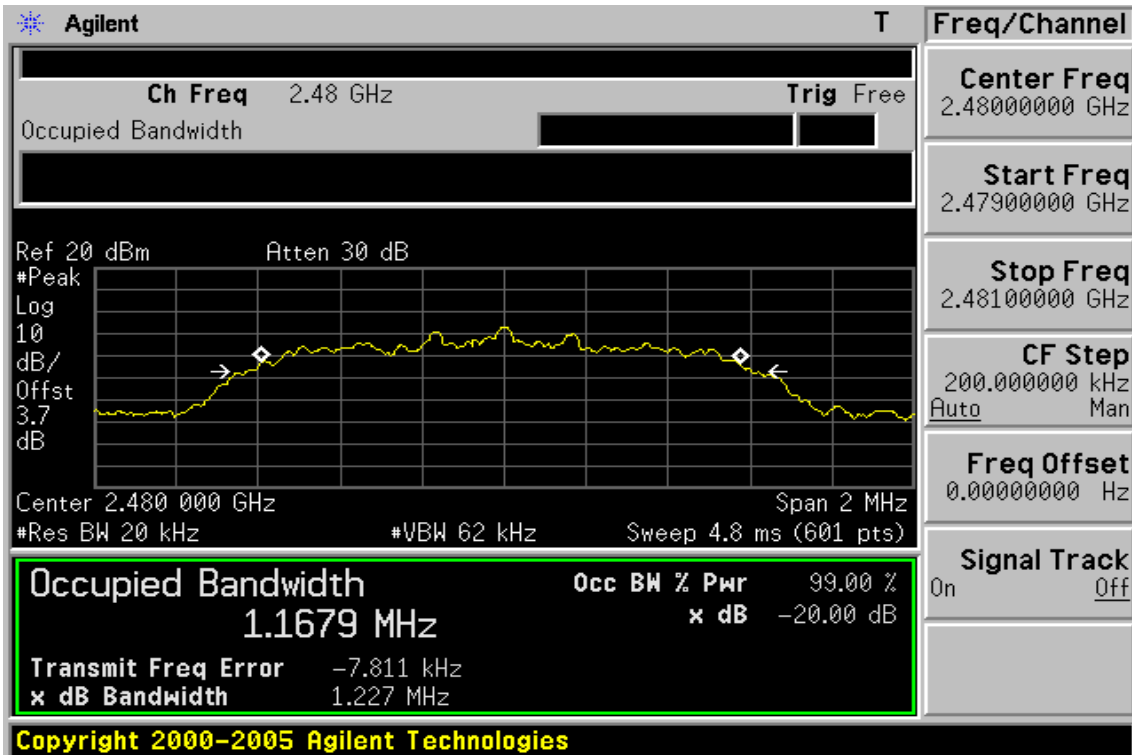 Agilent T
Ch Freq 2.48 GHz Trig Free
Occupied Bandwidth
Ref 20 dBm Atten 30 dB
#Peak
Log
10
dB/
Offst
3.7
dB
Center 2.480 000 GHz Span 2 MHz
#Res BW 20 kHz #VBW 62 kHz Sweep 4.8 ms (601 pts)
Occupied Bandwidth
1.1679 MHz
Occ BW % Pwr 99.00 %
x dB -20.00 dB
Transmit Freq Error -7.811 kHz
x dB Bandwidth 1.227 MHz
Copyright 2000-2005 Agilent Technologies
Freq/Channel
Center Freq
2.48000000 GHz
Start Freq
2.47900000 GHz
Stop Freq
2.48100000 GHz
CF Step
200.000000 kHz
Auto Man
Freq Offset
0.00000000 Hz
Signal Track
On Off